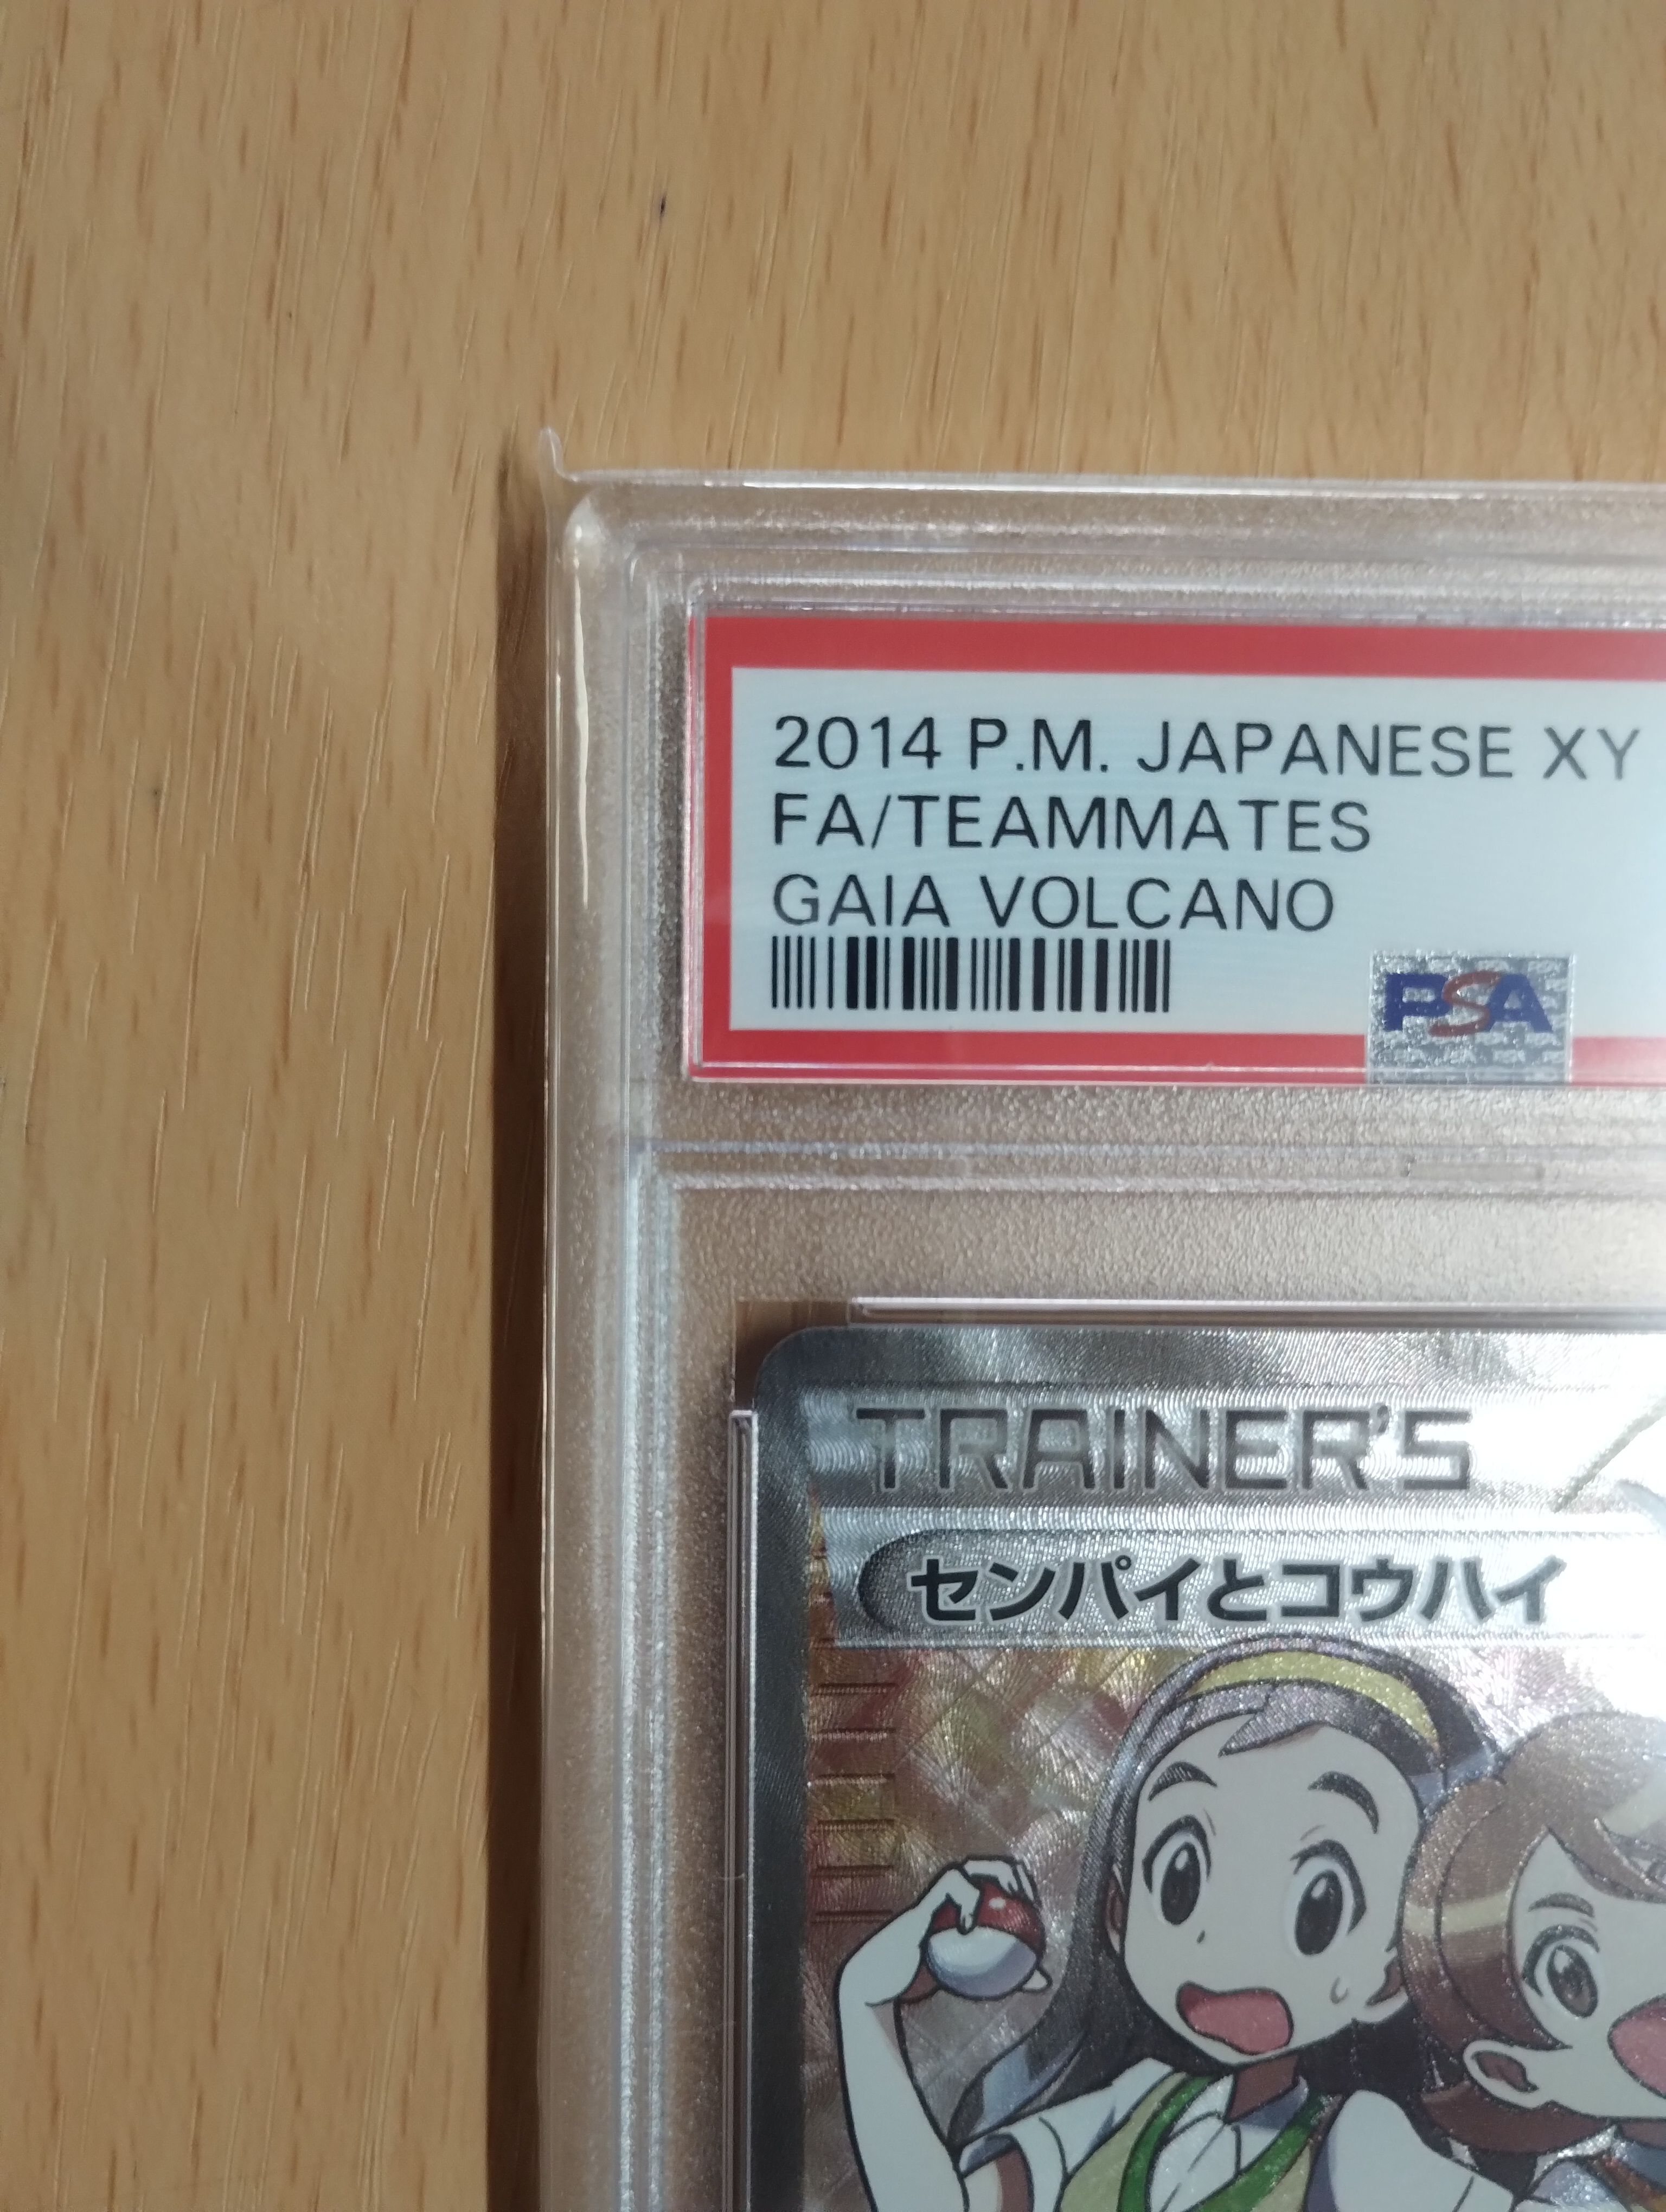 2014 P.M. JAPANESE XY
FA/TEAMMATES
GAIA VOLCANO
PSA
TRAINER'S
センパイとコウハイ